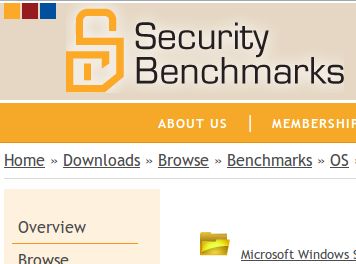 Security
Benchmarks
ABOUT US | MEMBERSHIP
Home » Downloads » Browse » Benchmarks » OS »
Overview
Browse
Microsoft Windows S